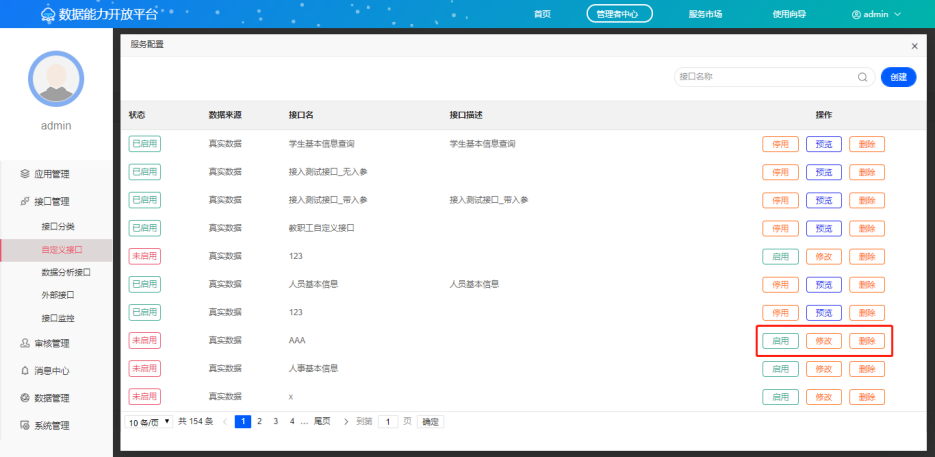 数据能力开放平台 首页 管理者中心 服务市场 使用向导 admin
服务配置 ×
admin
接口名称 创建
状态 数据来源 接口名 接口描述 操作
已启用 真实数据 学生基本信息查询 学生基本信息查询 停用 预览 删除
已启用 真实数据 接入测试接口_无入参 停用 预览 删除
已启用 真实数据 接入测试接口_带入参 接入测试接口_带入参 停用 预览 删除
已启用 真实数据 教职工自定义接口 停用 预览 删除
未启用 真实数据 123 启用 修改 删除
已启用 真实数据 人员基本信息 人员基本信息 停用 预览 删除
已启用 真实数据 123 停用 预览 删除
未启用 真实数据 AAA 启用 修改 删除
未启用 真实数据 人事基本信息 启用 修改 删除
未启用 真实数据 x 启用 修改 删除
10 条/页 共 154 条 1 2 3 4 ... 尾页 到第 1 页 确定
应用管理
接口管理
接口分类
自定义接口
数据分析接口
外部接口
接口监控
审核管理
消息中心
数据管理
系统管理